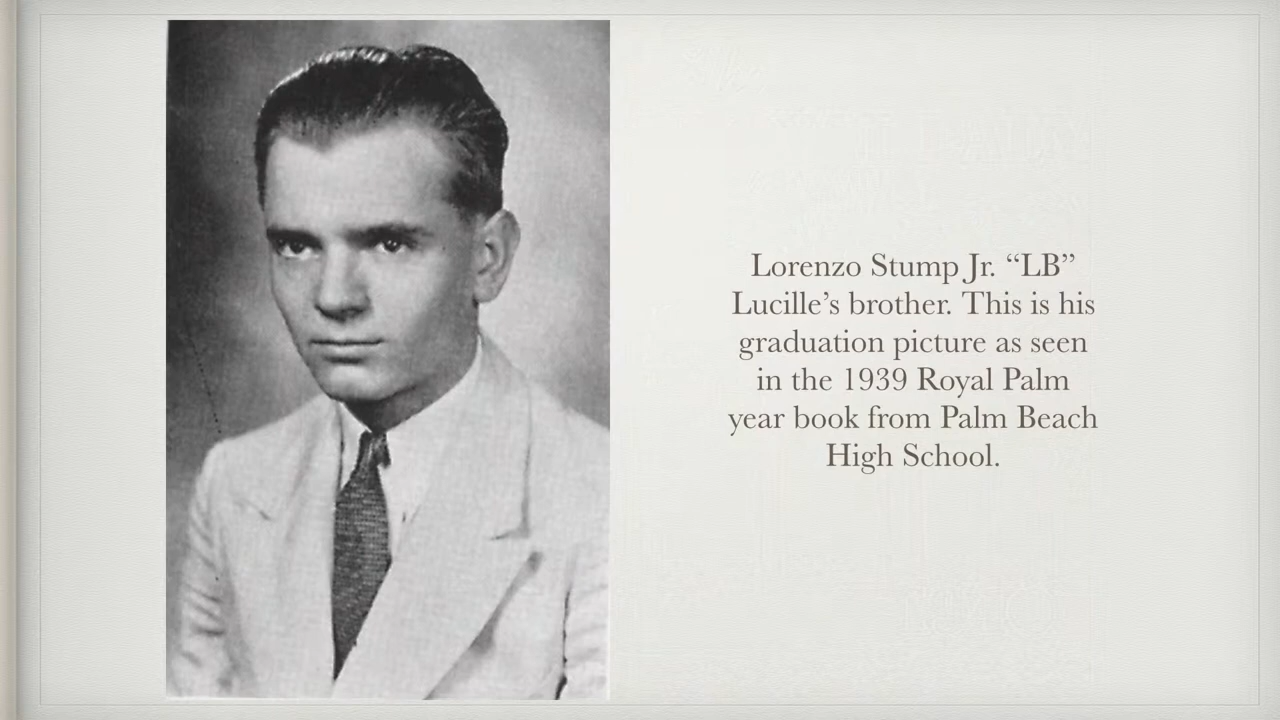 Lorenzo Stump Jr. “LB”
Lucille’s brother. This is his
graduation picture as seen
in the 1939 Royal Palm
year book from Palm Beach
High School.